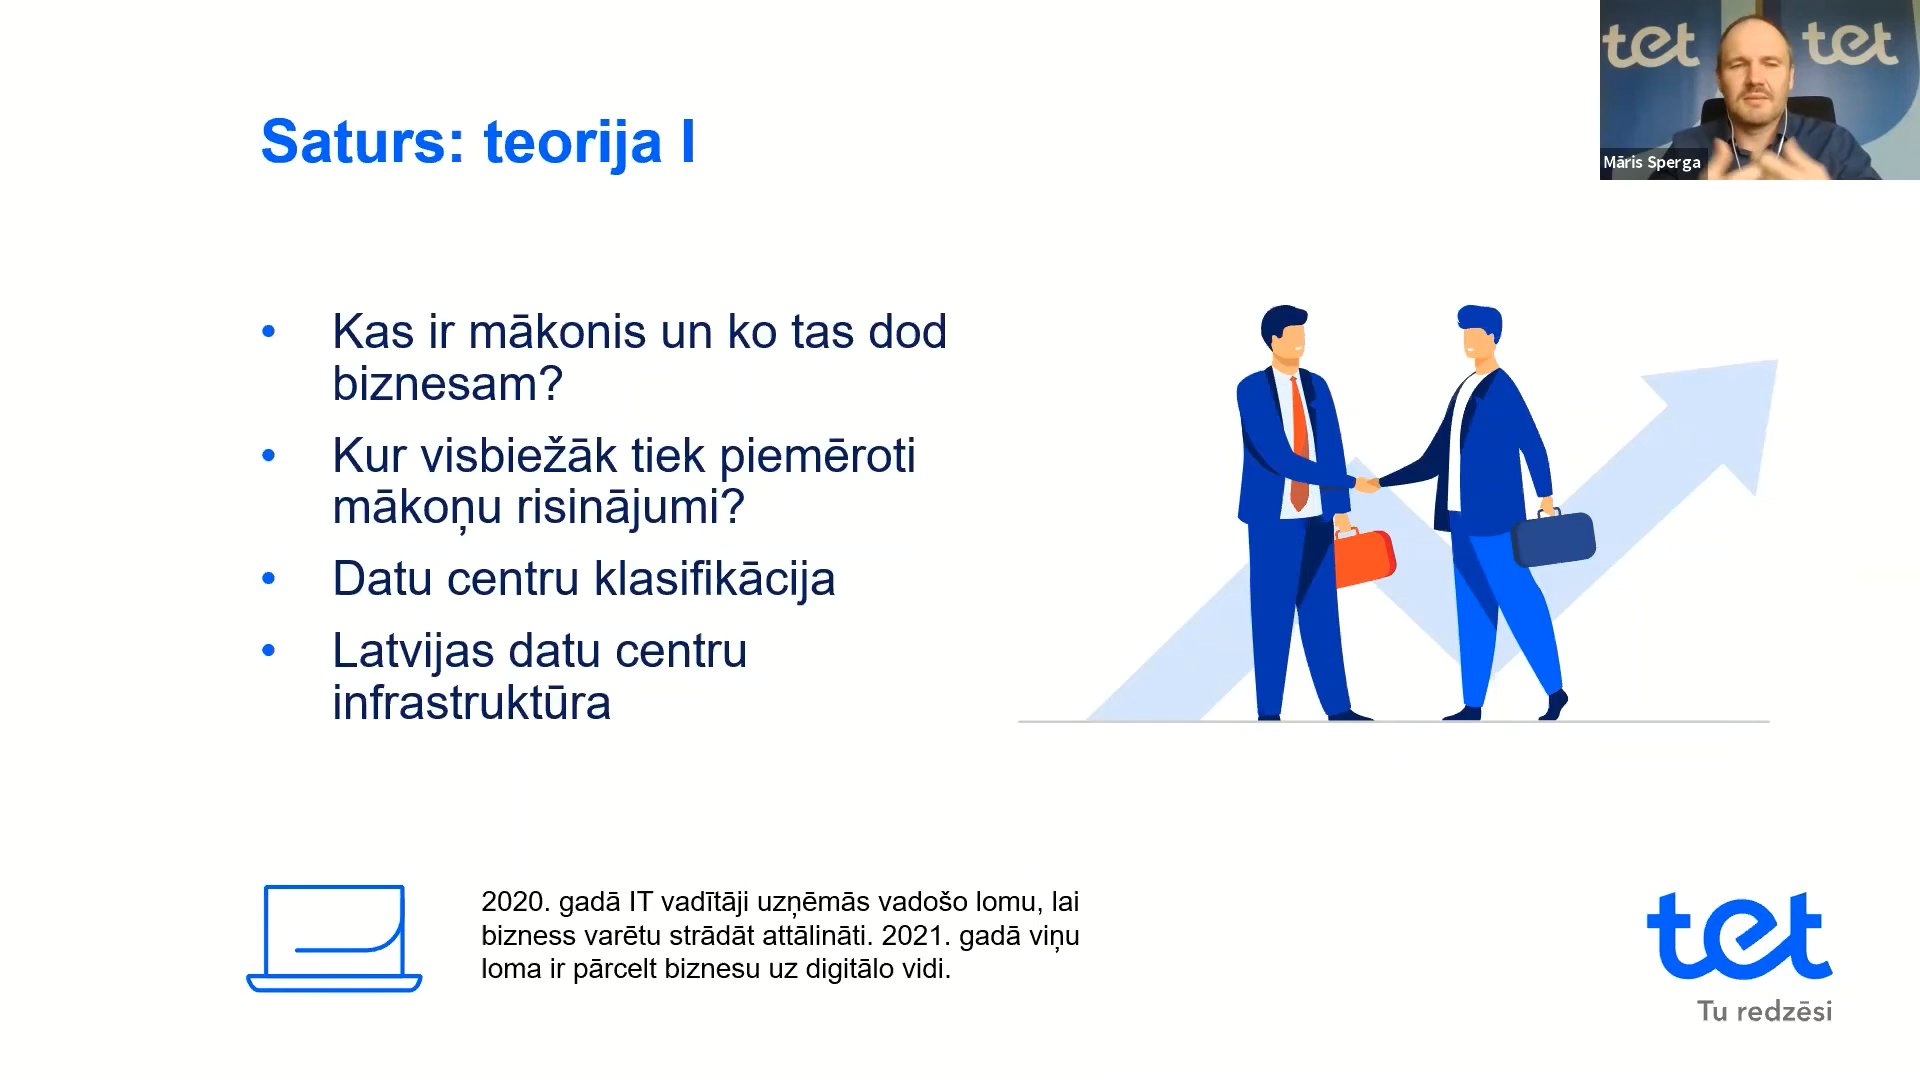 tet
tet
Māris Sperga
Saturs: teorija I
• Kas ir mākonis un ko tas dod
biznesam?
• Kur visbiežāk tiek piemēroti
mākoņu risinājumi?
• Datu centru klasifikācija
• Latvijas datu centru
infrastruktūra
2020. gadā IT vadītāji uzņēmās vadošo lomu, lai
bizness varētu strādāt attālināti. 2021. gadā viņu
loma ir pārcelt biznesu uz digitālo vidi.
tet
Tu redzēsi